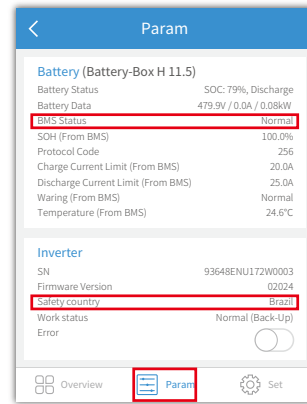 Param
Battery (Battery-Box H 11.5)
Battery Status SOC: 79%, Discharge
Battery Data 479.9V / 0.0A / 0.08kW
BMS Status Normal
SOH (From BMS) 100.0%
Protocol Code 256
Charge Current Limit (From BMS) 20.0A
Discharge Current Limit (From BMS) 25.0A
Waring (From BMS) Normal
Temperature (From BMS) 24.6°C
Inverter
SN 93648ENU172W0003
Firmware Version 02024
Safety country Brazil
Work status Normal (Back-Up)
Error
Overview Param Set